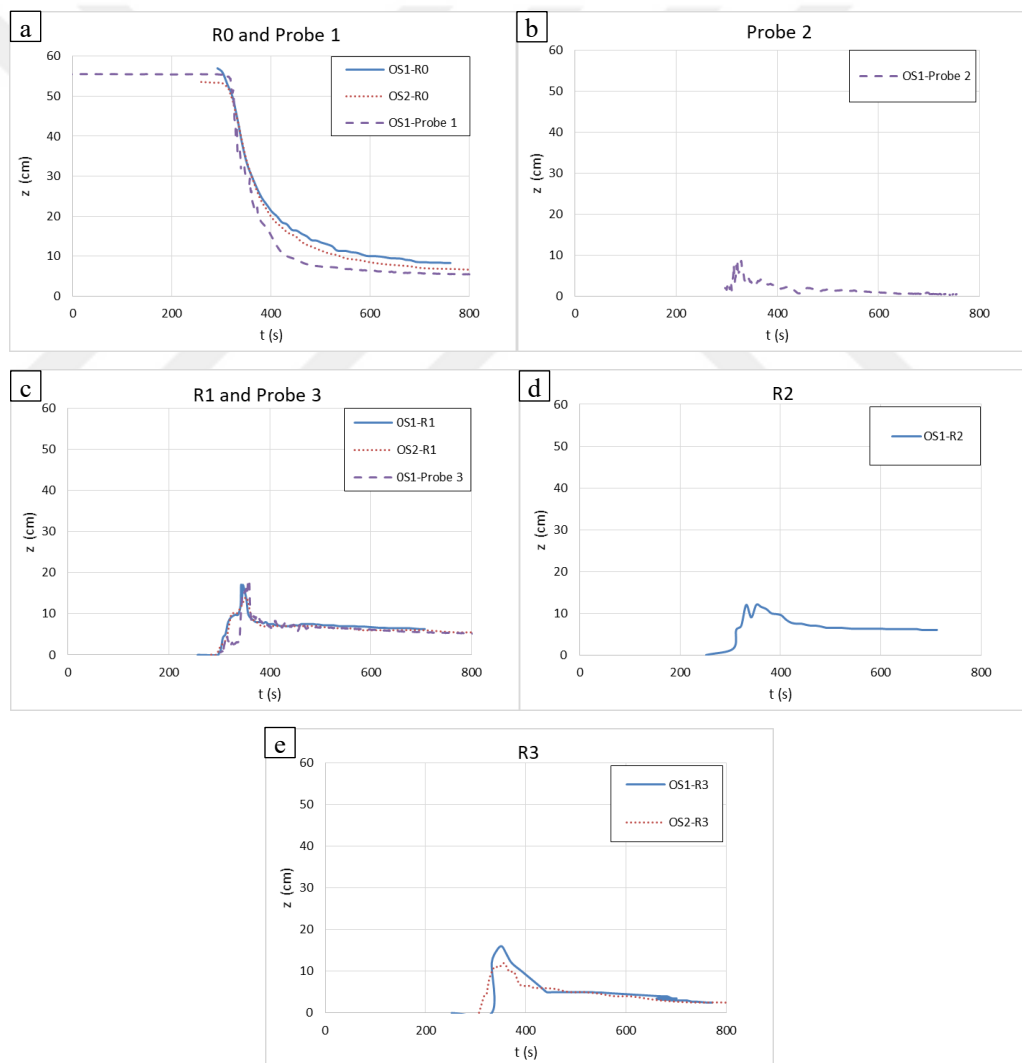 a
R0 and Probe 1
60
50
40
30
20
10
0
z (cm)
0 200 400 600 800
t (s)
OS1-R0
OS2-R0
OS1-Probe 1
b
Probe 2
60
50
40
30
20
10
0
z (cm)
0 200 400 600 800
t (s)
OS1-Probe 2
c
R1 and Probe 3
60
50
40
30
20
10
0
z (cm)
0 200 400 600 800
t (s)
0S1-R1
OS2-R1
0S1-Probe 3
d
R2
60
50
40
30
20
10
0
z (cm)
0 200 400 600 800
t (s)
OS1-R2
e
R3
60
50
40
30
20
10
0
z (cm)
0 200 400 600 800
t (s)
OS1-R3
OS2-R3